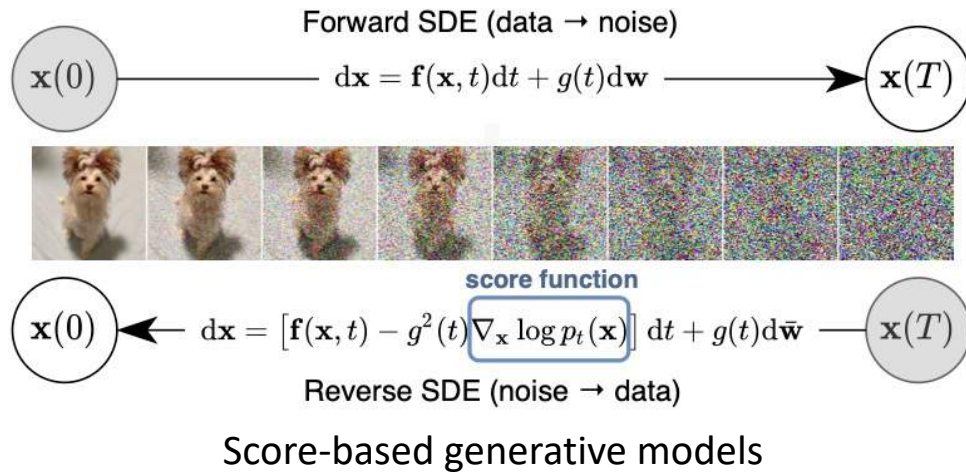 Forward SDE (data → noise)
x(0) dx = f(x, t)dt + g(t)dw x(T)
score function
x(0) dx = [f(x, t) − g²(t)∇ₓ log pₜ(x)] dt + g(t)dw̄ x(T)
Reverse SDE (noise → data)
Score-based generative models